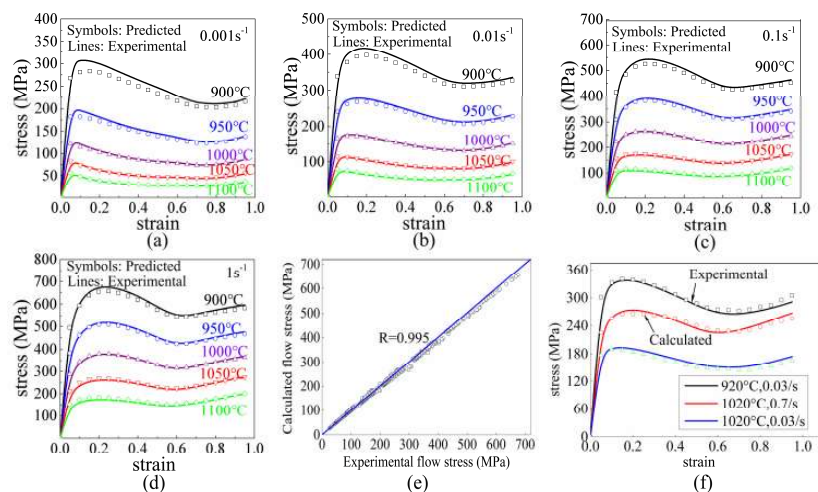 400
350
300
250
200
150
100
50
0.0 0.2 0.4 0.6 0.8 1.0
stress (MPa)
strain
Symbols: Predicted
Lines: Experimental
0.001s⁻¹
900°C
950°C
1000°C
1050°C
1100°C
(a)
500
400
300
200
100
0.0 0.2 0.4 0.6 0.8 1.0
stress (MPa)
strain
Symbols: Predicted
Lines: Experimental
0.01s⁻¹
900°C
950°C
1000°C
1050°C
1100°C
(b)
700
600
500
400
300
200
100
0.0 0.2 0.4 0.6 0.8 1.0
stress (MPa)
strain
Symbols: Predicted
Lines: Experimental
0.1s⁻¹
900°C
950°C
1000°C
1050°C
1100°C
(c)
800
700
600
500
400
300
200
100
0.0 0.2 0.4 0.6 0.8 1.0
stress (MPa)
strain
Symbols: Predicted
Lines: Experimental
1s⁻¹
900°C
950°C
1000°C
1050°C
1100°C
(d)
700
600
500
400
300
200
100
0
0 100 200 300 400 500 600 700
Calculated flow stress (MPa)
Experimental flow stress (MPa)
R=0.995
(e)
360
300
240
180
120
60
0.0 0.2 0.4 0.6 0.8 1.0
stress (MPa)
strain
Experimental
Calculated
920°C,0.03/s
1020°C,0.7/s
1020°C,0.03/s
(f)